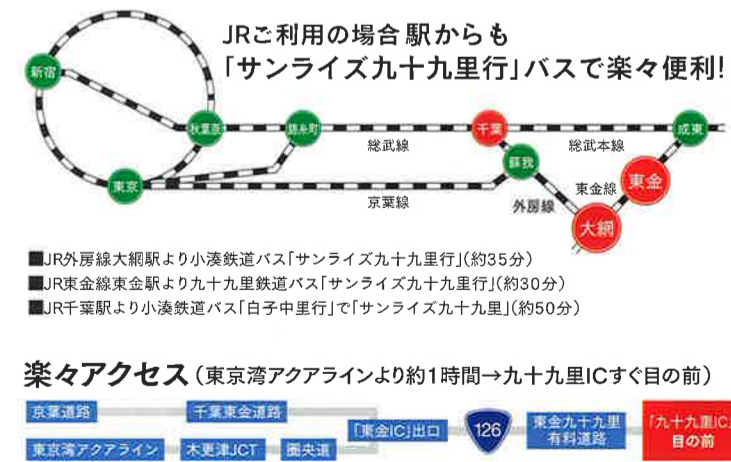 JRご利用の場合駅からも
「サンライズ九十九里行」バスで楽々便利!
新宿
秋葉原
錦糸町
千葉
成東
総武線
総武本線
蘇我
東京
京葉線
外房線
東金線
東金
大網
■JR外房線大網駅より小湊鉄道バス「サンライズ九十九里行」(約35分)
■JR東金線東金駅より九十九里鉄道バス「サンライズ九十九里行」(約30分)
■JR千葉駅より小湊鉄道バス「白子中里行」で「サンライズ九十九里」(約50分)
楽々アクセス(東京湾アクアラインより約1時間→九十九里ICすぐ目の前)
京葉道路
千葉東金道路
東京湾アクアライン
木更津JCT
圏央道
「東金IC」出口
126
東金九十九里
有料道路
「九十九里IC」
目の前